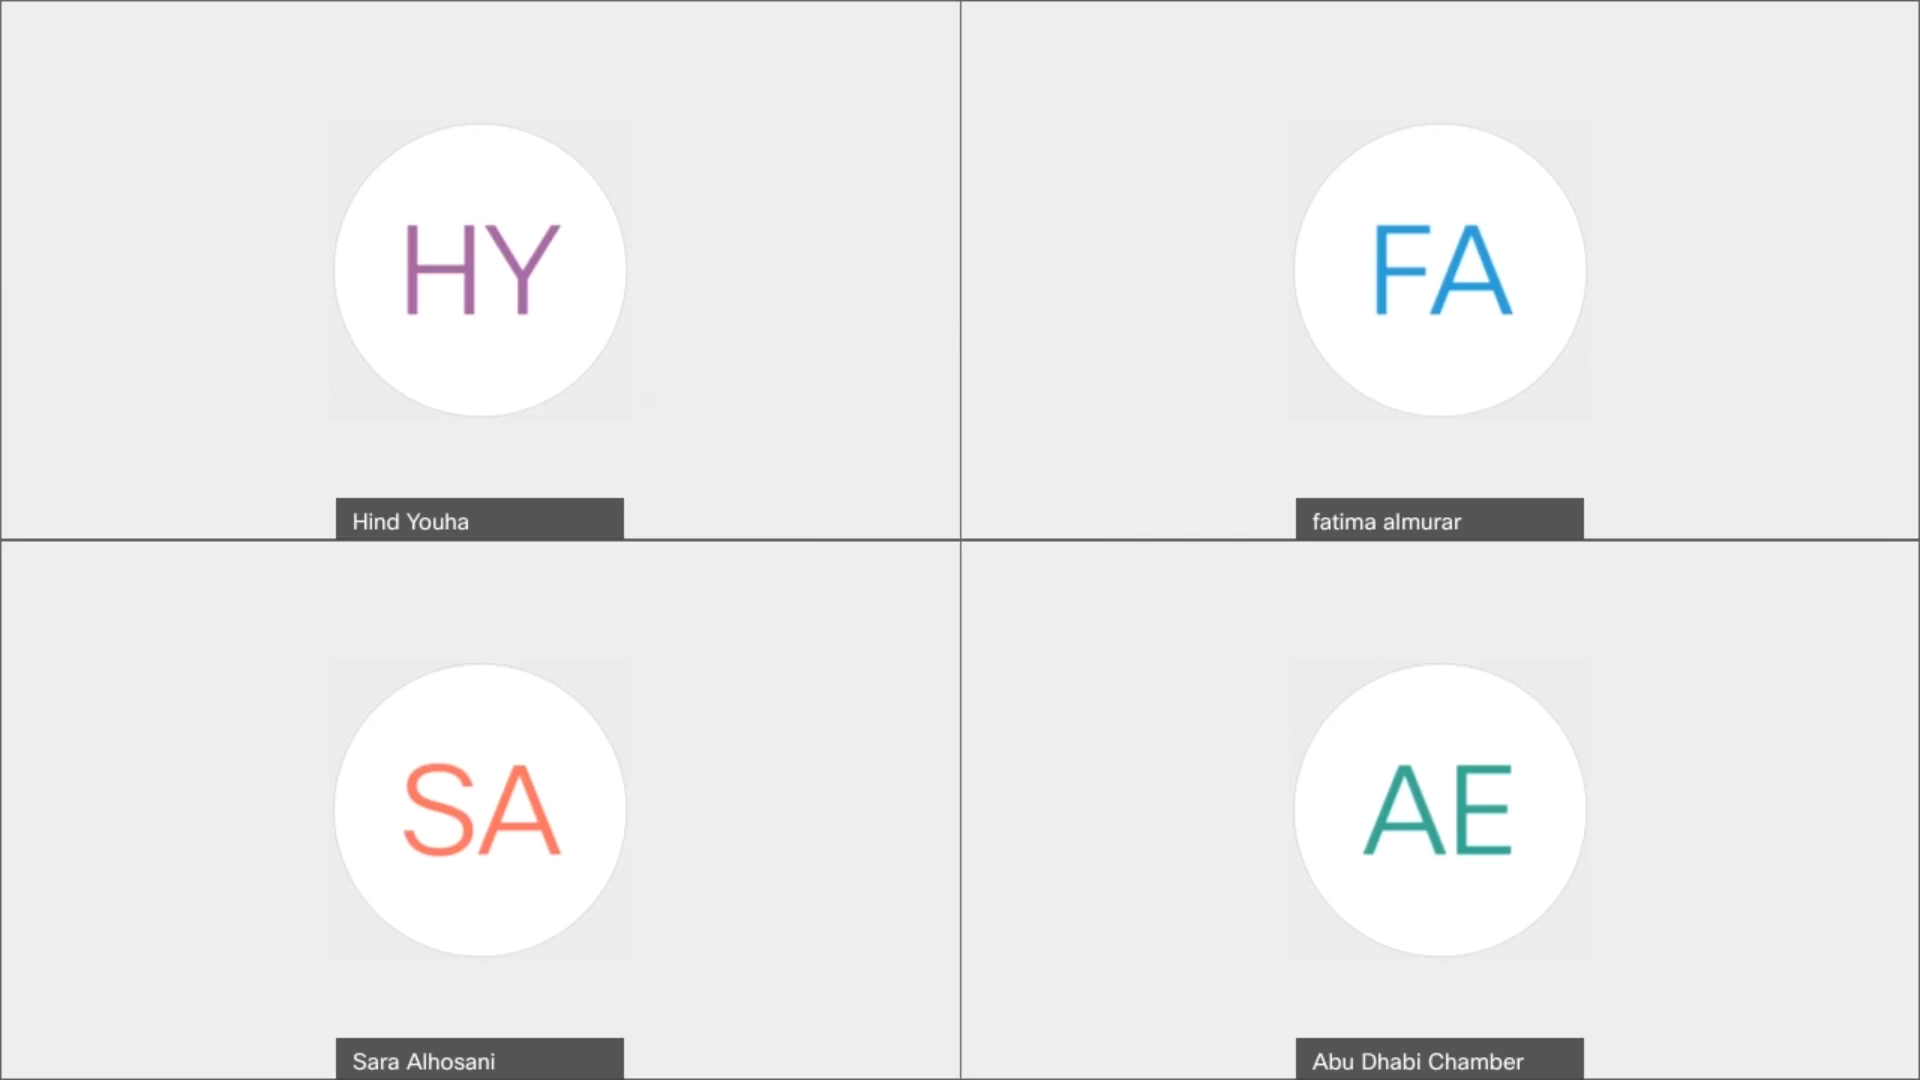 HY
Hind Youha
FA
fatima almurar
SA
Sara Alhosani
AE
Abu Dhabi Chamber